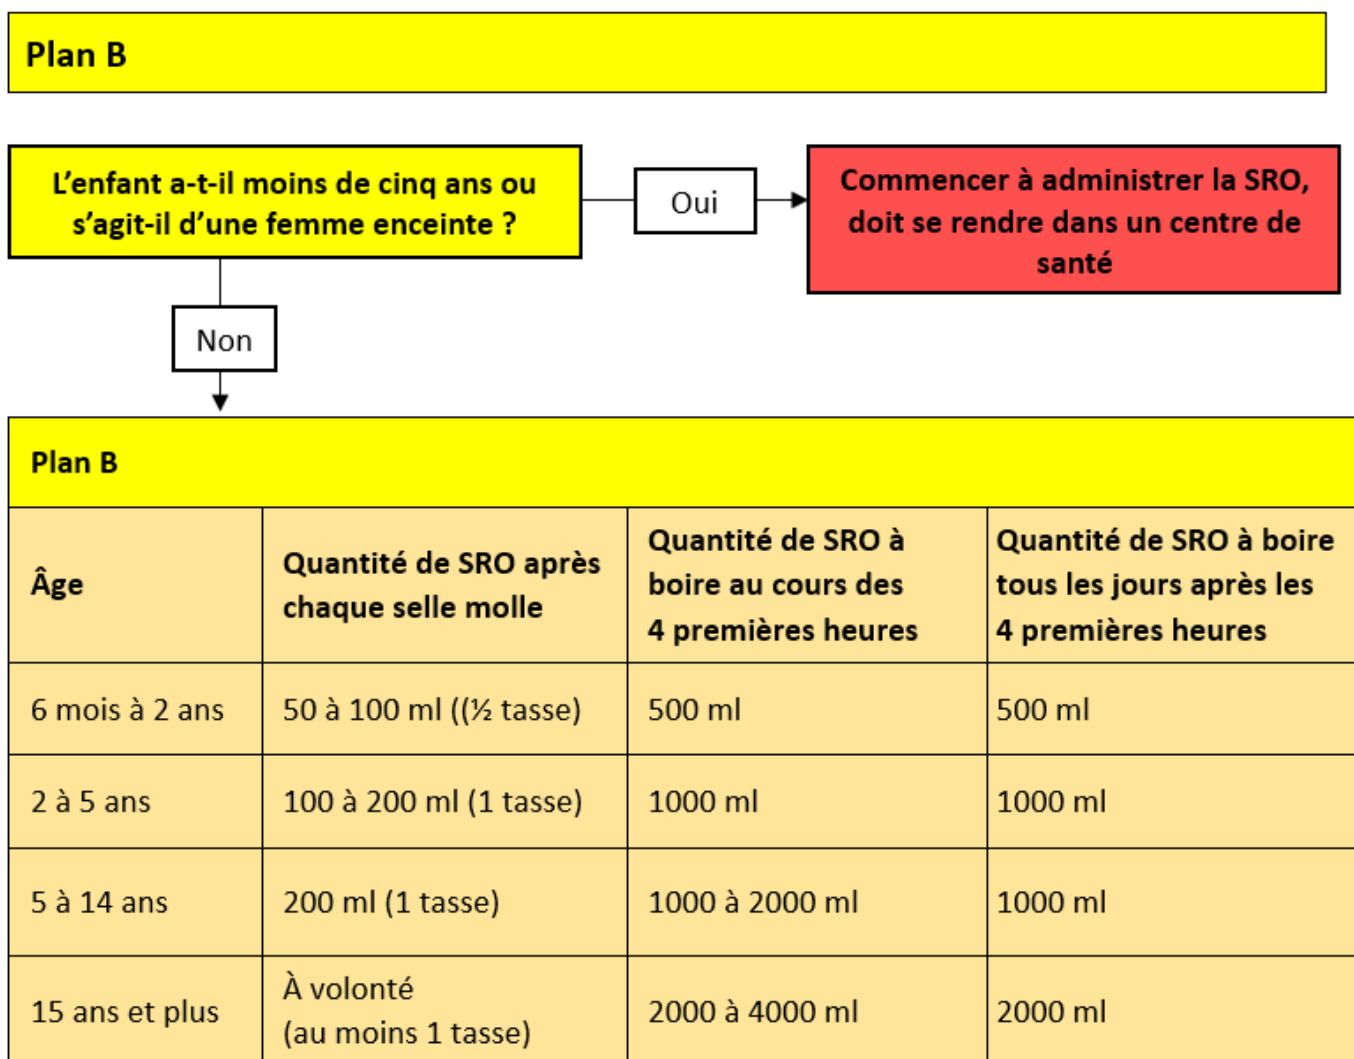 Plan B
L'enfant a-t-il moins de cinq ans ou
s'agit-il d'une femme enceinte ?
Oui
Commencer à administrer la SRO,
doit se rendre dans un centre de
santé
Non
Plan B
Âge
Quantité de SRO après
chaque selle molle
Quantité de SRO à
boire au cours des
4 premières heures
Quantité de SRO à boire
tous les jours après les
4 premières heures
6 mois à 2 ans
50 à 100 ml ((½ tasse)
500 ml
500 ml
2 à 5 ans
100 à 200 ml (1 tasse)
1000 ml
1000 ml
5 à 14 ans
200 ml (1 tasse)
1000 à 2000 ml
1000 ml
15 ans et plus
À volonté
(au moins 1 tasse)
2000 à 4000 ml
2000 ml